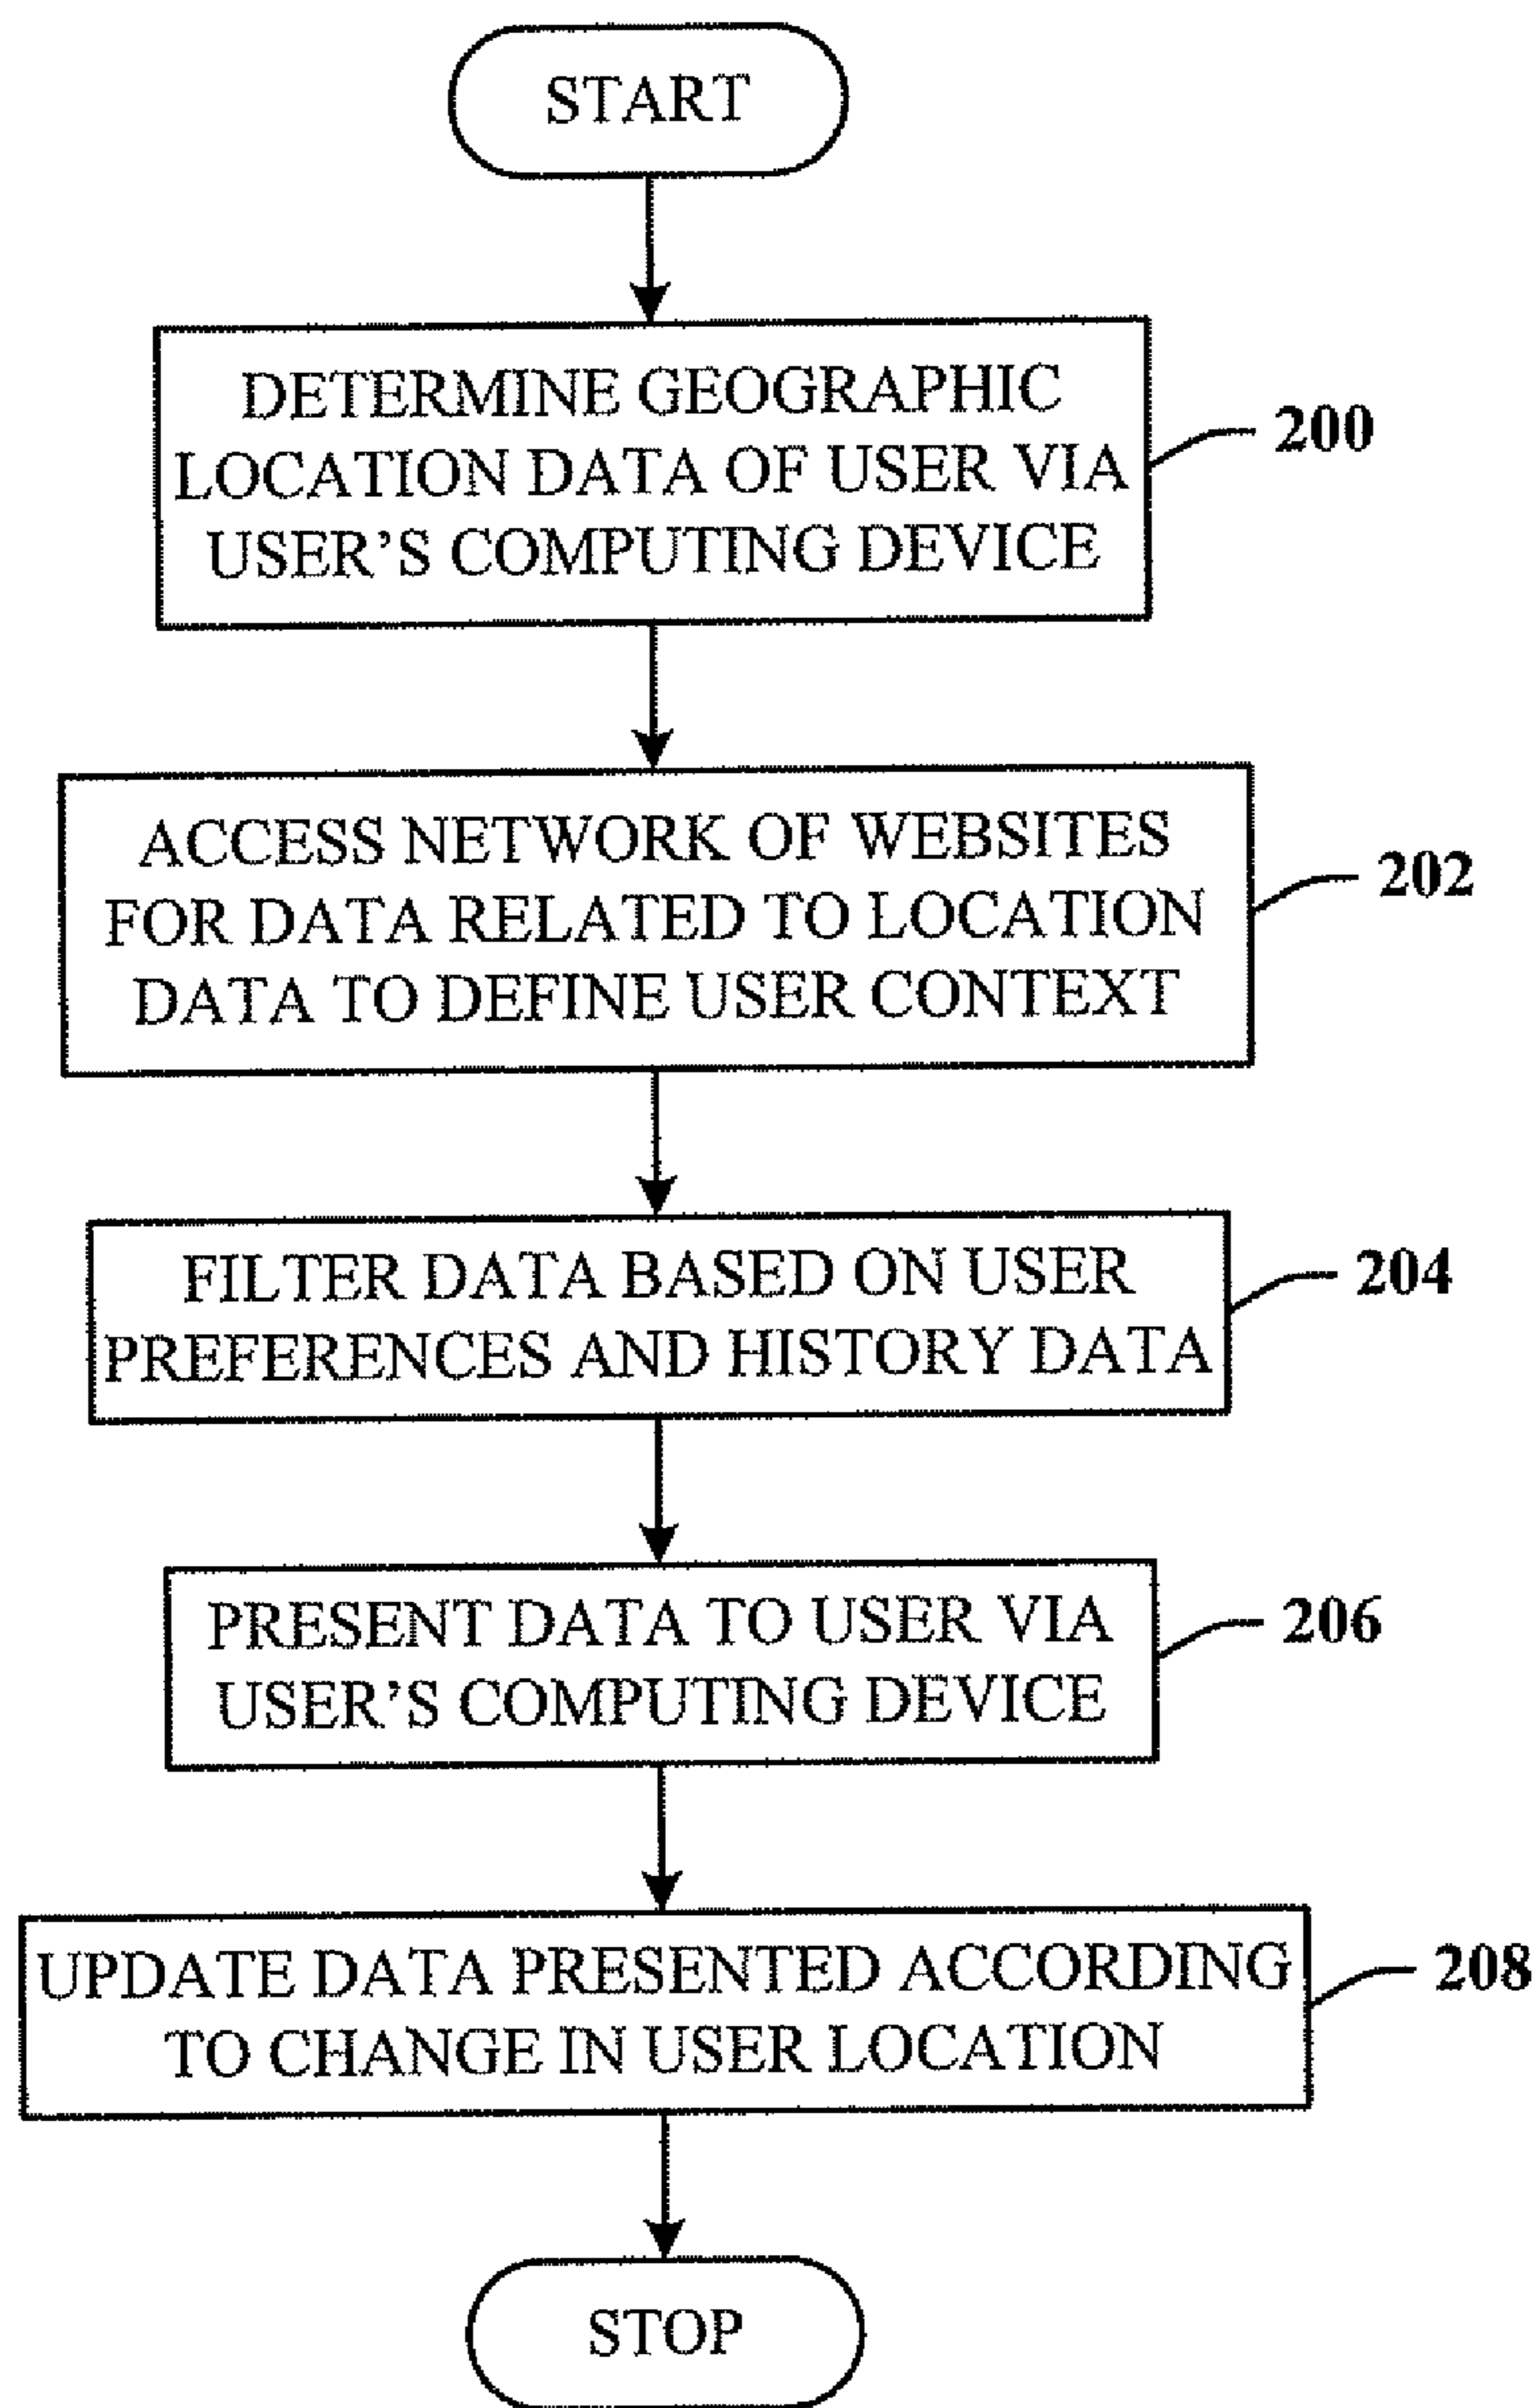 START
DETERMINE GEOGRAPHIC
LOCATION DATA OF USER VIA
USER'S COMPUTING DEVICE
200
ACCESS NETWORK OF WEBSITES
FOR DATA RELATED TO LOCATION
DATA TO DEFINE USER CONTEXT
202
FILTER DATA BASED ON USER
PREFERENCES AND HISTORY DATA
204
PRESENT DATA TO USER VIA
USER'S COMPUTING DEVICE
206
UPDATE DATA PRESENTED ACCORDING
TO CHANGE IN USER LOCATION
208
STOP